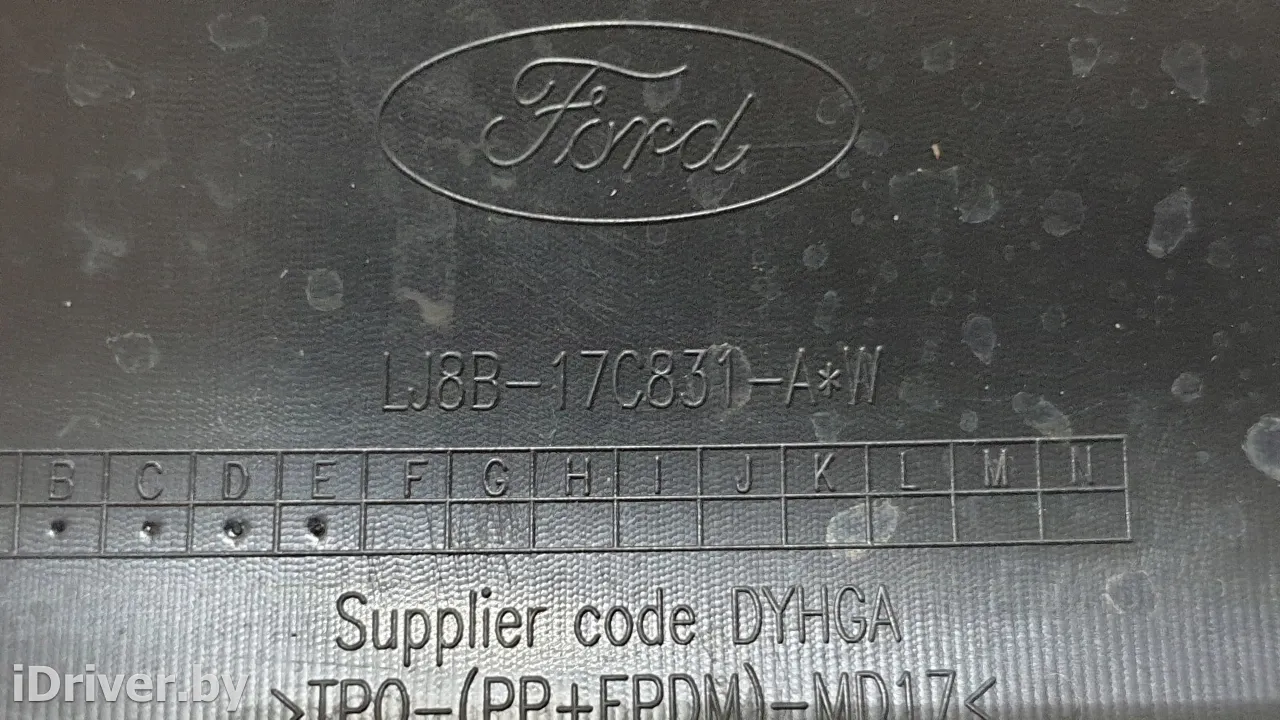 Ford
LJ8B-17C831-A*W
B C D E F G H I J K L M N
Supplier code DYHGA
>TPO-(PP+EPDM)-MD17<
iDriver.by